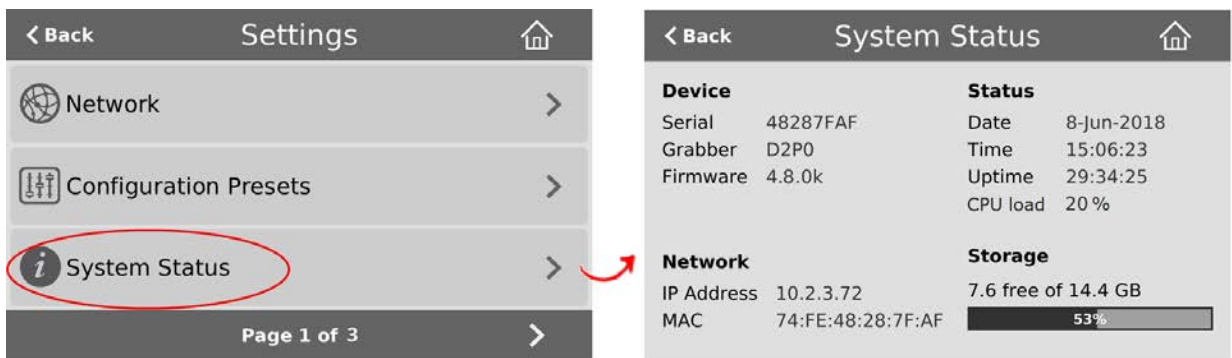 Back Settings
Network
Configuration Presets
i System Status
Page 1 of 3
Back System Status
Device
Serial 48287FAF
Grabber D2P0
Firmware 4.8.0k
Status
Date 8-Jun-2018
Time 15:06:23
Uptime 29:34:25
CPU load 20 %
Network
IP Address 10.2.3.72
MAC 74:FE:48:28:7F:AF
Storage
7.6 free of 14.4 GB
53%